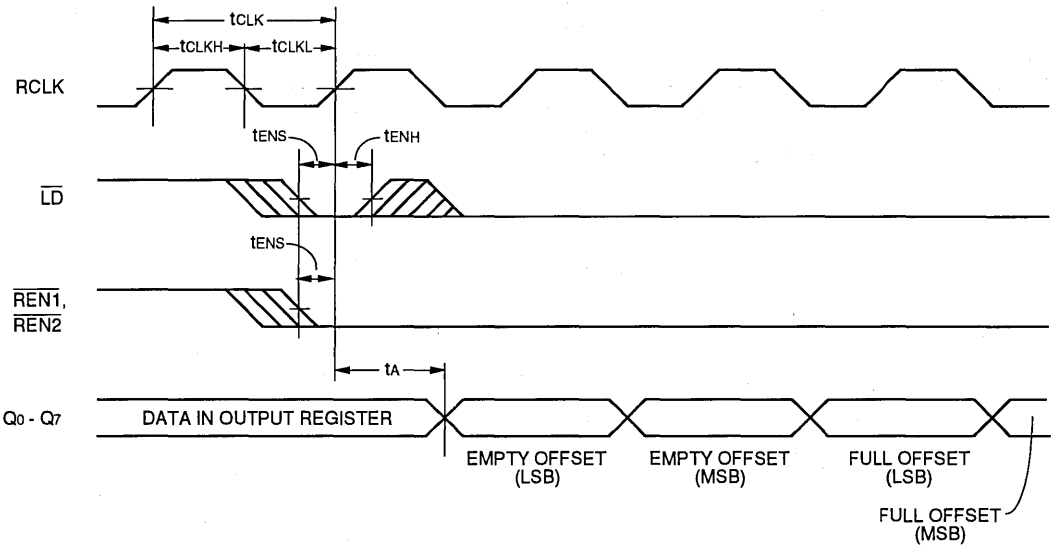 tCLK
tCLKH
tCLKL
RCLK
tENS
tENH
LD
tENS
REN1,
REN2
tA
Q0 - Q7
DATA IN OUTPUT REGISTER
EMPTY OFFSET
(LSB)
EMPTY OFFSET
(MSB)
FULL OFFSET
(LSB)
FULL OFFSET
(MSB)